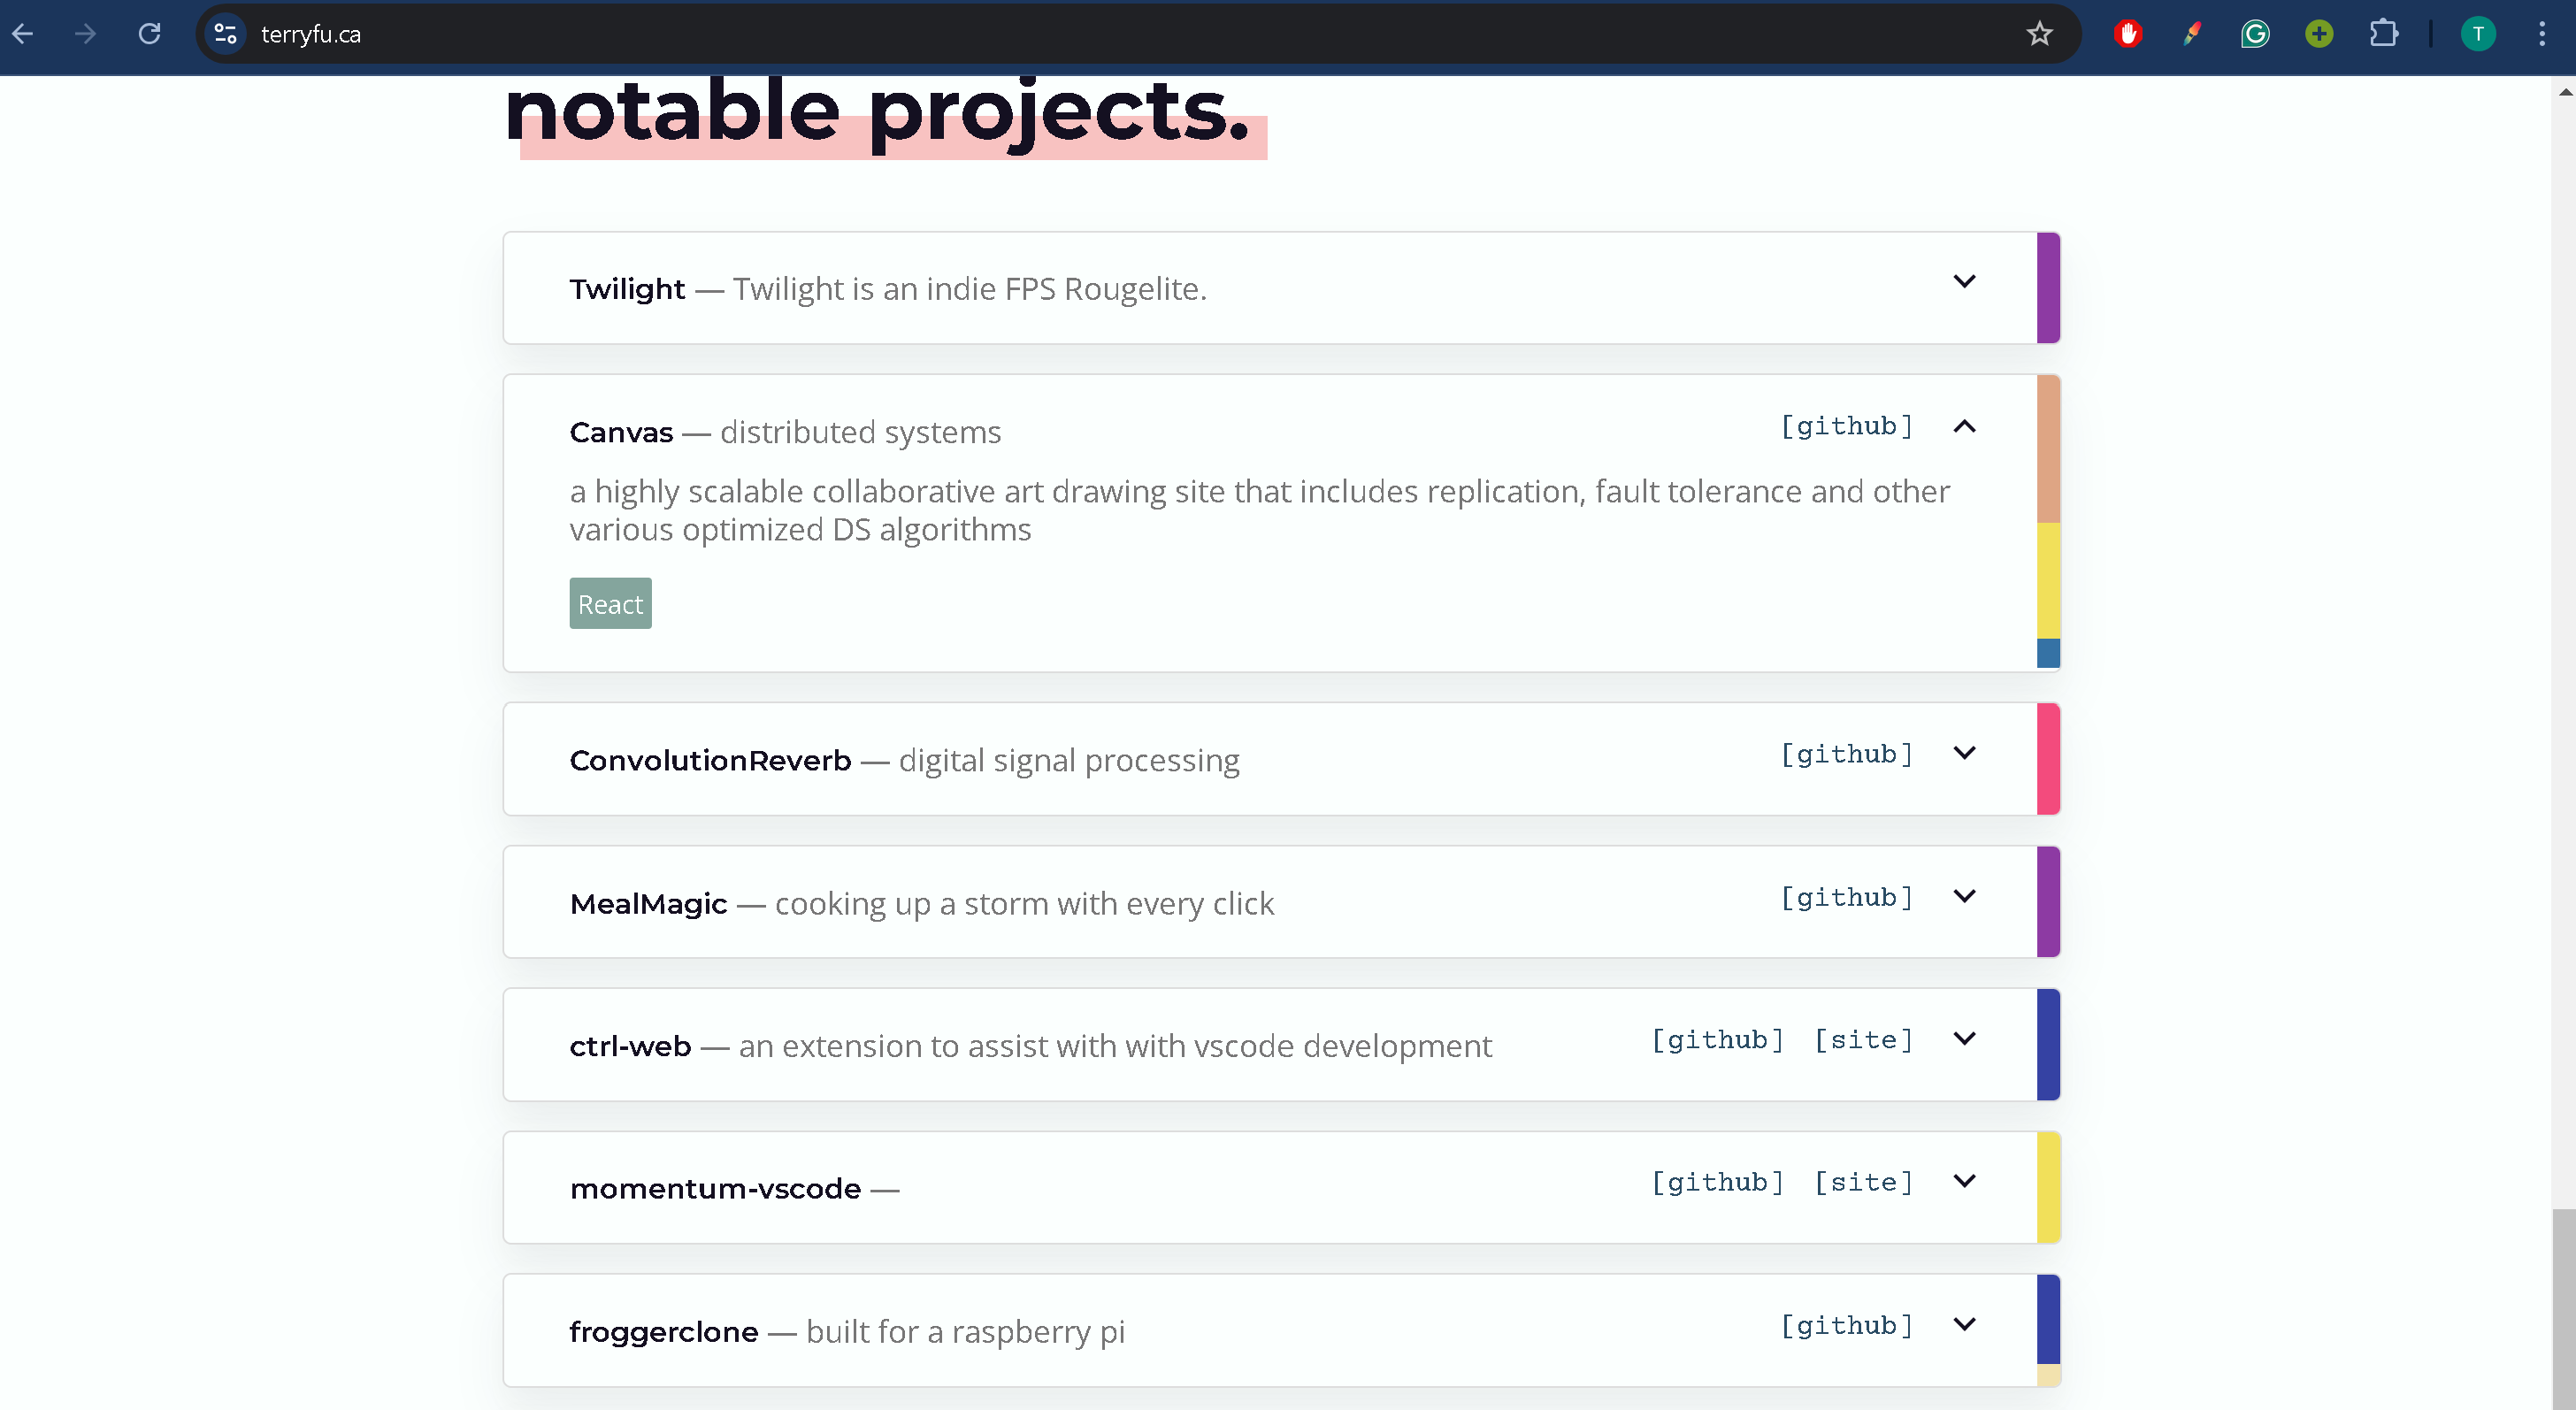 terryfu.ca
T
notable projects.
Twilight — Twilight is an indie FPS Rougelite.
Canvas — distributed systems [github]
a highly scalable collaborative art drawing site that includes replication, fault tolerance and other
various optimized DS algorithms
React
ConvolutionReverb — digital signal processing [github]
MealMagic — cooking up a storm with every click [github]
ctrl-web — an extension to assist with with vscode development [github] [site]
momentum-vscode — [github] [site]
froggerclone — built for a raspberry pi [github]